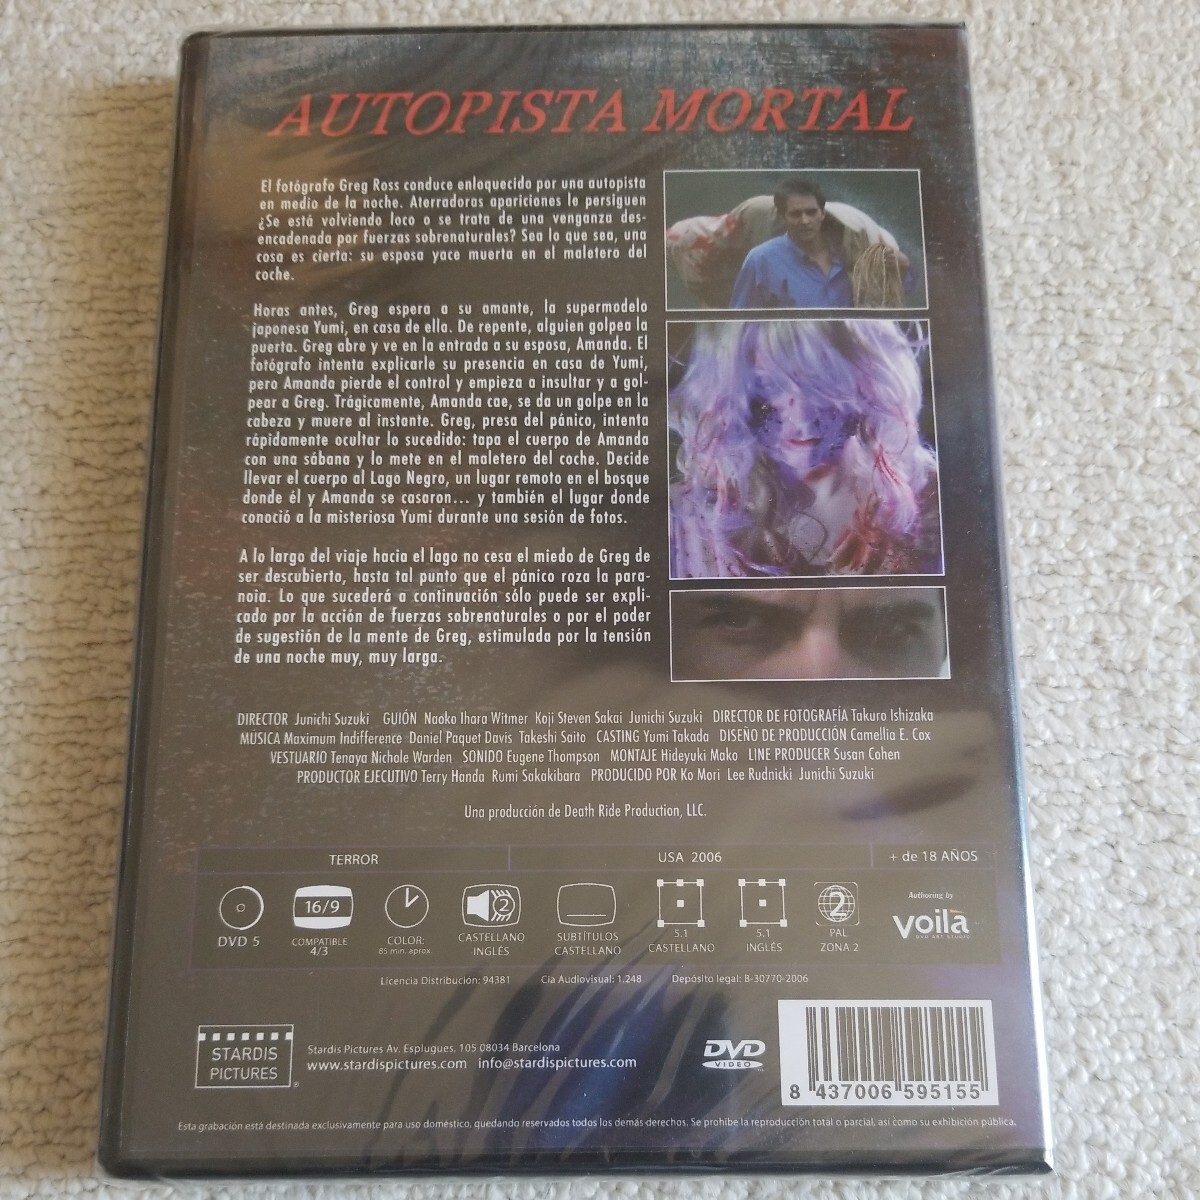 AUTOPISTA MORTAL
El fotógrafo Greg Ross conduce enloquecido por una autopista
en medio de la noche. Aterradoras apariciones le persiguen
¿Se está volviendo loco o se trata de una venganza des-
encadenada por fuerzas sobrenaturales? Sea lo que sea, una
cosa es cierta: su esposa yace muerta en el maletero del
coche.
Horas antes, Greg espera a su amante, la supermodelo
japonesa Yumi, en casa de ella. De repente, alguien golpea la
puerta. Greg abre y ve en la entrada a su esposa, Amanda. El
fotógrafo intenta explicarle su presencia en casa de Yumi,
pero Amanda pierde el control y empieza a insultar y a gol-
pear a Greg. Trágicamente, Amanda cae, se da un golpe en la
cabeza y muere al instante. Greg, presa del pánico, intenta
rápidamente ocultar lo sucedido: tapa el cuerpo de Amanda
con una sábana y lo mete en el maletero del coche. Decide
llevar el cuerpo al Lago Negro, un lugar remoto en el bosque
donde él y Amanda se casaron... y también el lugar donde
conoció a la misteriosa Yumi durante una sesión de fotos.
A lo largo del viaje hacia el lago no cesa el miedo de Greg de
ser descubierto, hasta tal punto que el pánico roza la para-
noia. Lo que sucederá a continuación sólo puede ser expli-
cado por la acción de fuerzas sobrenaturales o por el poder
de sugestión de la mente de Greg, estimulada por la tensión
de una noche muy, muy larga.
DIRECTOR Junichi Suzuki GUIÓN Naoko Ihara Witmer Koji Steven Sakai Junichi Suzuki DIRECTOR DE FOTOGRAFÍA Takuro Ishizaka
MÚSICA Maximum Indifference Daniel Paquet Davis Takeshi Saito CASTING Yumi Takada DISEÑO DE PRODUCCIÓN Camellia E. Cox
VESTUARIO Tenaya Nichole Warden SONIDO Eugene Thompson MONTAJE Hideyuki Mako LINE PRODUCER Susan Cohen
PRODUCTOR EJECUTIVO Terry Handa Rumi Sakakibara PRODUCIDO POR Ko Mori Lee Rudnicki Junichi Suzuki
Una producción de Death Ride Production, LLC.
TERROR USA 2006 + de 18 AÑOS
DVD 5
16/9
COMPATIBLE
4/3
COLOR:
85 min. aprox.
2
CASTELLANO
INGLÉS
SUBTÍTULOS
CASTELLANO
5.1
CASTELLANO
5.1
INGLÉS
2
PAL
ZONA 2
Authoring by
voilà
DVD ART STUDIO
Licencia Distribución: 94381 Cia Audiovisual: 1.248 Depósito legal: B-30770-2006
STARDIS
PICTURES
®
Stardis Pictures Av. Esplugues, 105 08034 Barcelona
www.stardispictures.com info@stardispictures.com
DVD
VIDEO
8 437006 595155
Esta grabación está destinada exclusivamente para uso doméstico, quedando reservados todos los demás derechos. Se prohíbe la reproducción total o parcial, así como su exhibición pública.